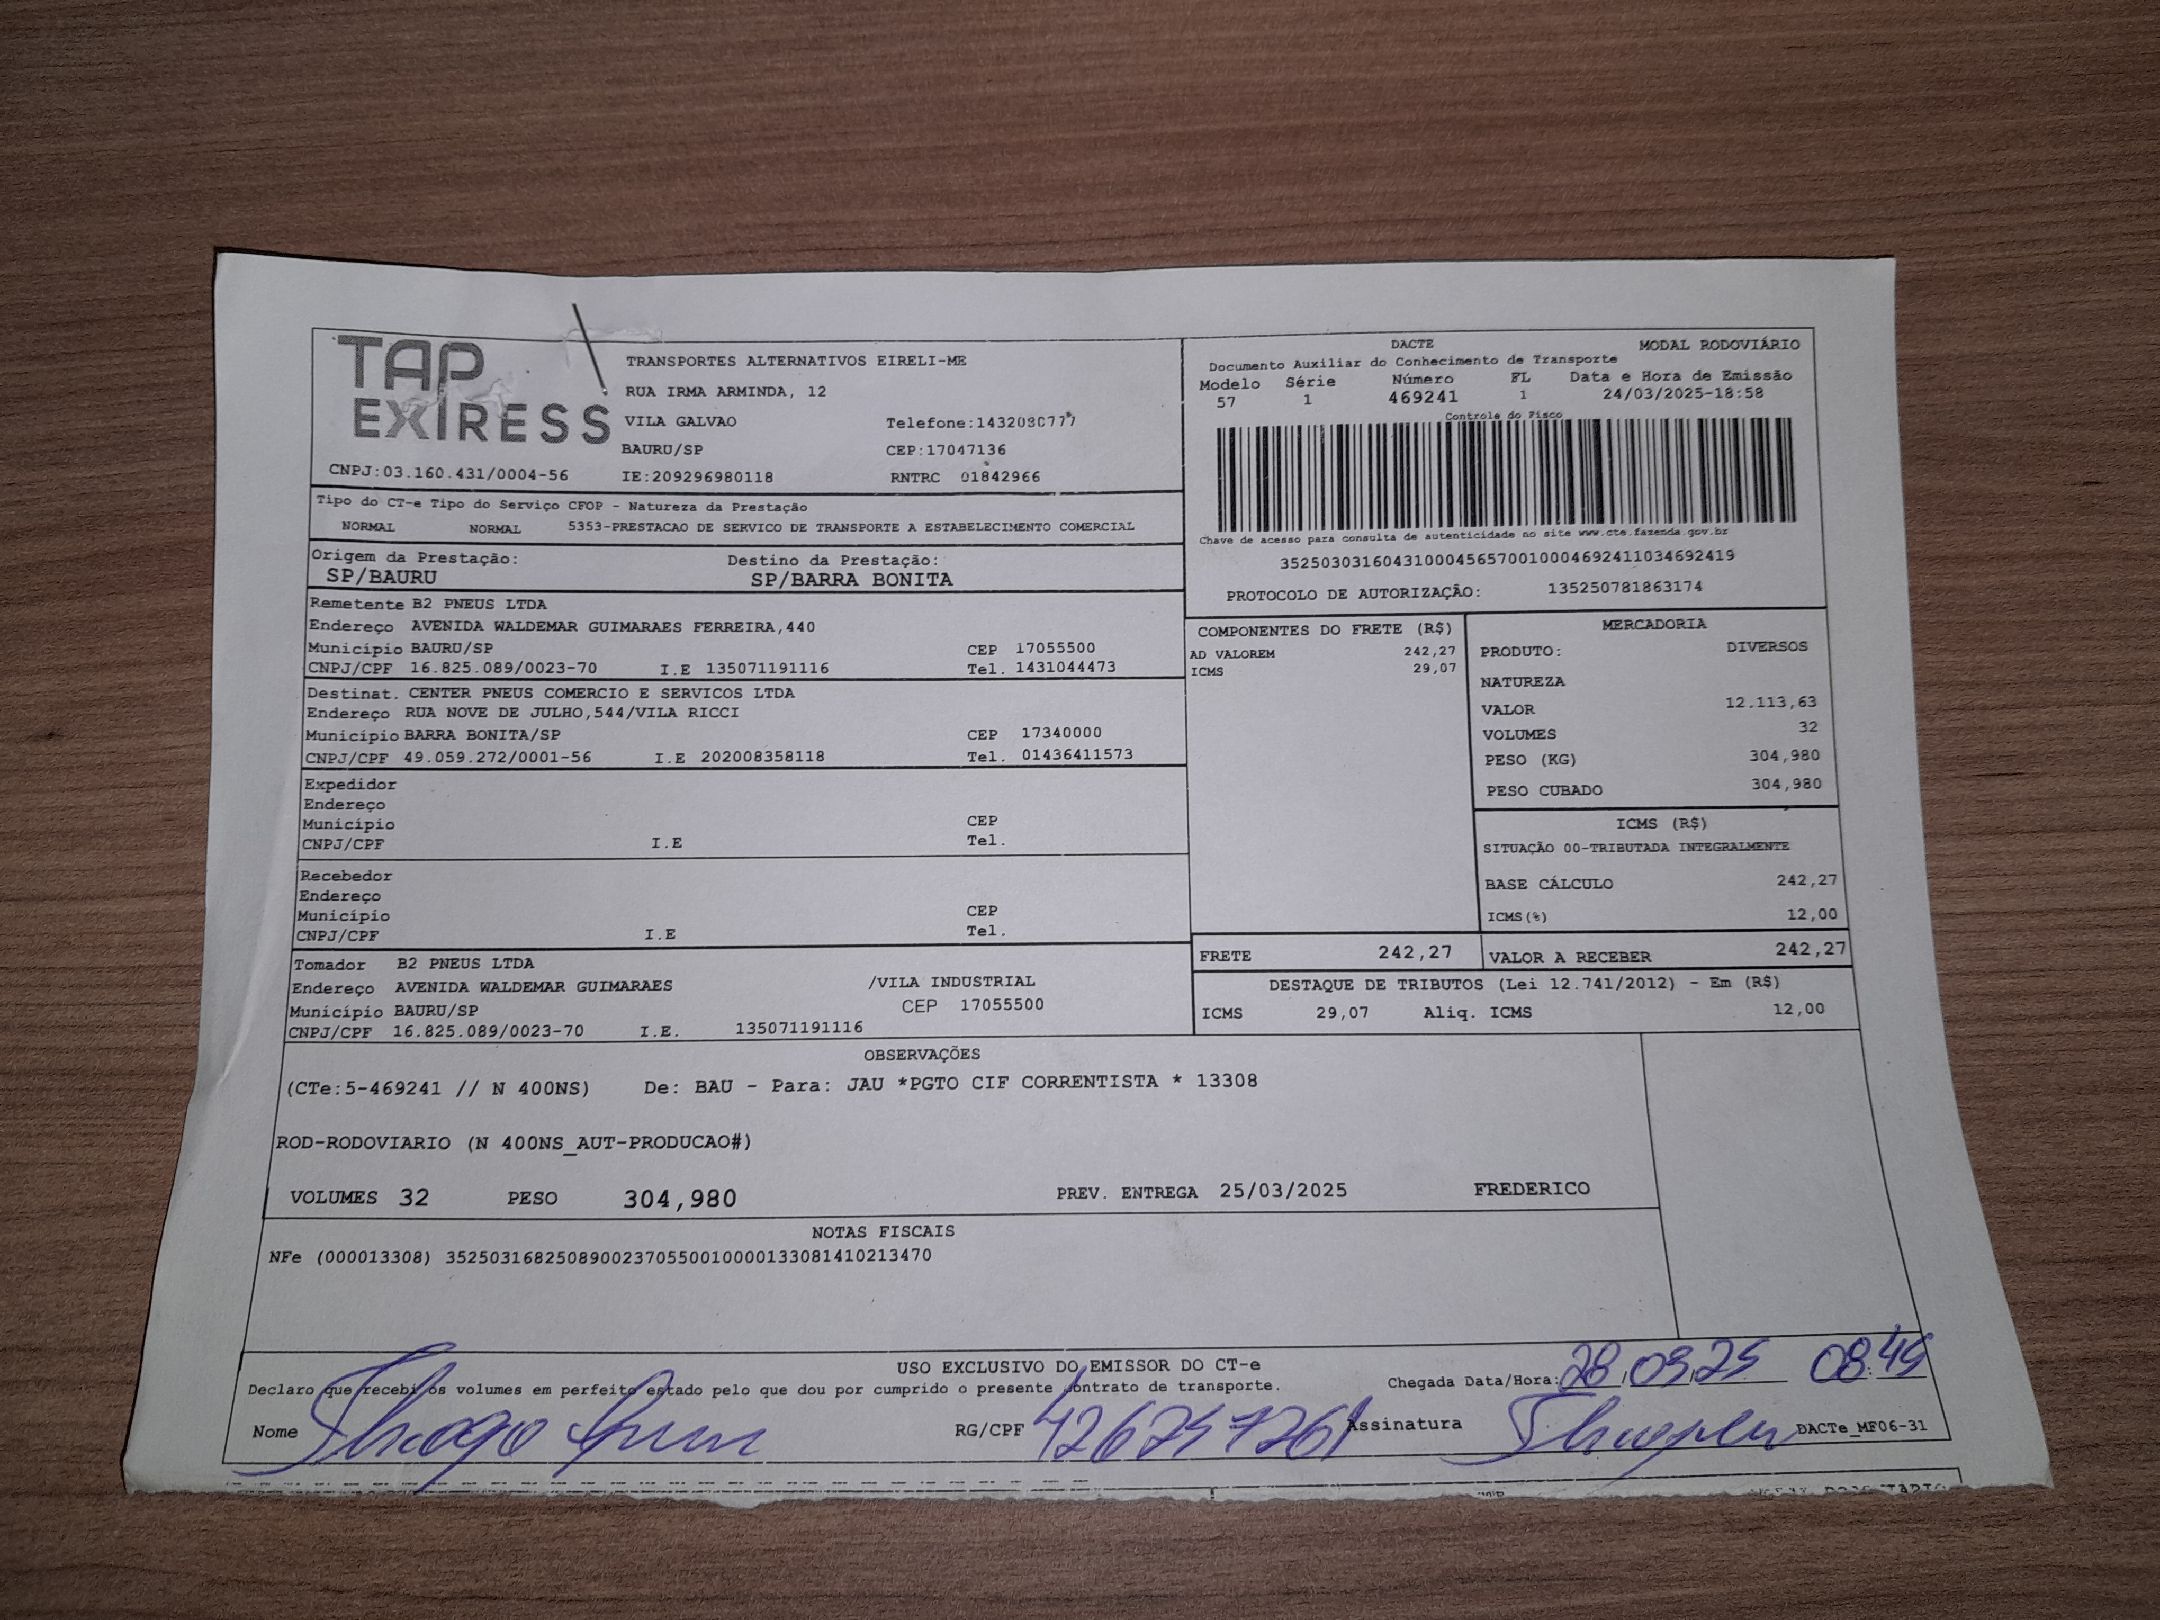 TAP
EXPRESS
TRANSPORTES ALTERNATIVOS EIRELI-ME
RUA IRMA ARMINDA, 12
VILA GALVAO Telefone:1432080777
BAURU/SP CEP:17047136
CNPJ:03.160.431/0004-56 IE:209296980118 RNTRC 01842966
DACTE MODAL RODOVIÁRIO
Documento Auxiliar do Conhecimento de Transporte
Modelo Série Número FL Data e Hora de Emissão
57 1 469241 1 24/03/2025-18:58
Controle do Fisco
Chave de acesso para consulta de autenticidade no site www.cte.fazenda.gov.br
35250303160431000456570010004692411034692419
PROTOCOLO DE AUTORIZAÇÃO: 135250781863174
Tipo do CT-e Tipo do Serviço CFOP - Natureza da Prestação
NORMAL NORMAL 5353-PRESTACAO DE SERVICO DE TRANSPORTE A ESTABELECIMENTO COMERCIAL
Origem da Prestação: Destino da Prestação:
SP/BAURU SP/BARRA BONITA
Remetente B2 PNEUS LTDA
Endereço AVENIDA WALDEMAR GUIMARAES FERREIRA,440
Município BAURU/SP CEP 17055500
CNPJ/CPF 16.825.089/0023-70 I.E 135071191116 Tel. 1431044473
Destinat. CENTER PNEUS COMERCIO E SERVICOS LTDA
Endereço RUA NOVE DE JULHO,544/VILA RICCI
Município BARRA BONITA/SP CEP 17340000
CNPJ/CPF 49.059.272/0001-56 I.E 202008358118 Tel. 01436411573
Expedidor
Endereço
Município CEP
CNPJ/CPF I.E Tel.
Recebedor
Endereço
Município CEP
CNPJ/CPF I.E Tel.
Tomador B2 PNEUS LTDA
Endereço AVENIDA WALDEMAR GUIMARAES /VILA INDUSTRIAL
Município BAURU/SP CEP 17055500
CNPJ/CPF 16.825.089/0023-70 I.E. 135071191116
COMPONENTES DO FRETE (R$)
AD VALOREM 242,27
ICMS 29,07
MERCADORIA
PRODUTO: DIVERSOS
NATUREZA
VALOR 12.113,63
VOLUMES 32
PESO (KG) 304,980
PESO CUBADO 304,980
ICMS (R$)
SITUAÇÃO 00-TRIBUTADA INTEGRALMENTE
BASE CÁLCULO 242,27
ICMS(%) 12,00
FRETE 242,27 VALOR A RECEBER 242,27
DESTAQUE DE TRIBUTOS (Lei 12.741/2012) - Em (R$)
ICMS 29,07 Aliq. ICMS 12,00
OBSERVAÇÕES
(CTe:5-469241 // N 400NS) De: BAU - Para: JAU *PGTO CIF CORRENTISTA * 13308
ROD-RODOVIARIO (N 400NS_AUT-PRODUCAO#)
VOLUMES 32 PESO 304,980 PREV. ENTREGA 25/03/2025 FREDERICO
NOTAS FISCAIS
NFe (000013308) 35250316825089002370550010000133081410213470
USO EXCLUSIVO DO EMISSOR DO CT-e
Declaro que recebi os volumes em perfeito estado pelo que dou por cumprido o presente contrato de transporte.
Chegada Data/Hora: 28/03/25 08:45
Nome Thiago RG/CPF 426257261 Assinatura DACTe_MF06-31